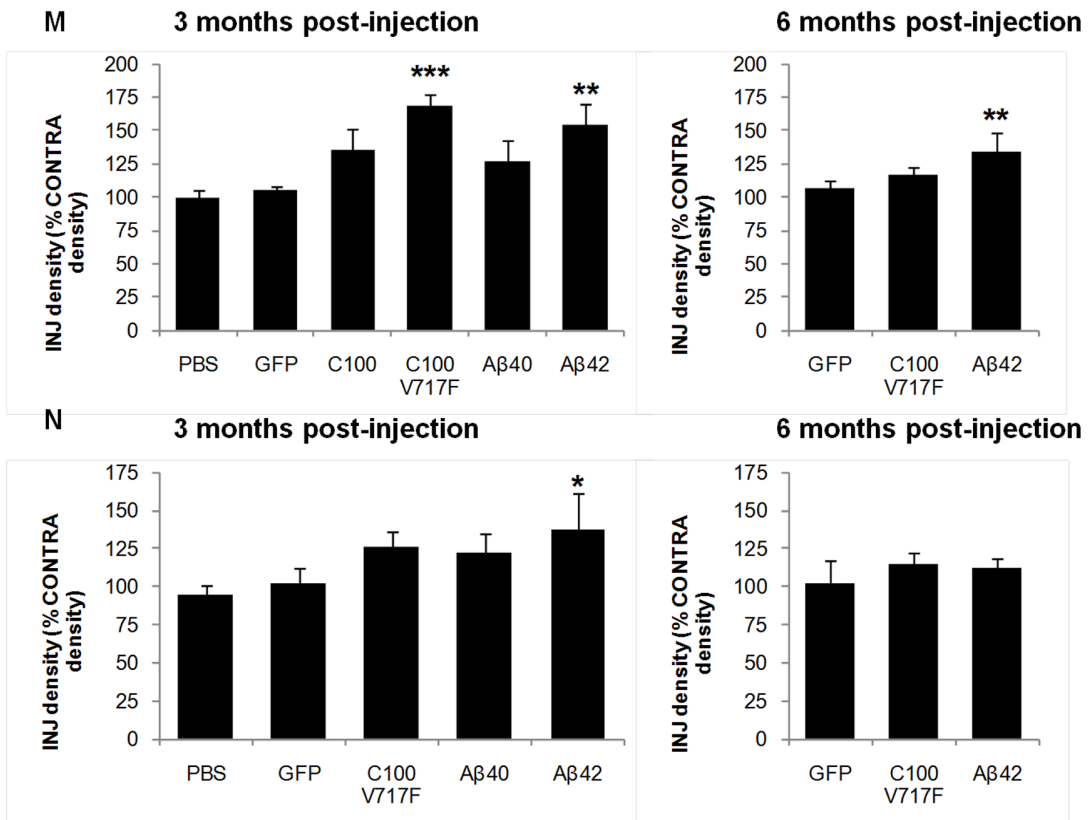 M
3 months post-injection
6 months post-injection
INJ density (% CONTRA
density)
200
175
150
125
100
75
50
25
0
***
**
PBS
GFP
C100
C100
V717F
Aβ40
Aβ42
INJ density (% CONTRA
density)
200
175
150
125
100
75
50
25
0
**
GFP
C100
V717F
Aβ42
N
3 months post-injection
6 months post-injection
INJ density (% CONTRA
density)
175
150
125
100
75
50
25
0
*
PBS
GFP
C100
V717F
Aβ40
Aβ42
INJ density (% CONTRA
density)
175
150
125
100
75
50
25
0
GFP
C100
V717F
Aβ42